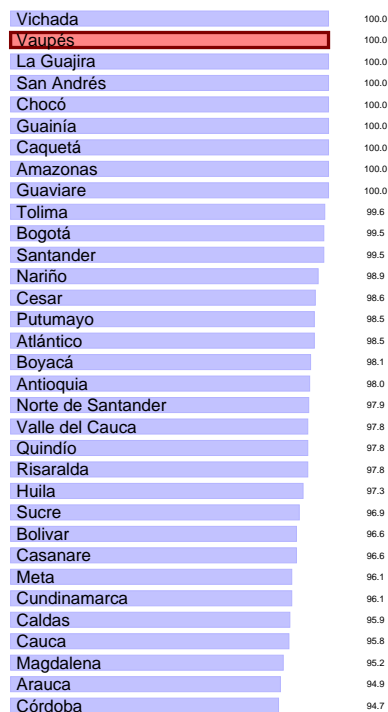 Vichada 100.0
Vaupés 100.0
La Guajira 100.0
San Andrés 100.0
Chocó 100.0
Guainía 100.0
Caquetá 100.0
Amazonas 100.0
Guaviare 100.0
Tolima 99.6
Bogotá 99.5
Santander 99.5
Nariño 98.9
Cesar 98.6
Putumayo 98.5
Atlántico 98.5
Boyacá 98.1
Antioquia 98.0
Norte de Santander 97.9
Valle del Cauca 97.8
Quindío 97.8
Risaralda 97.8
Huila 97.3
Sucre 96.9
Bolivar 96.6
Casanare 96.6
Meta 96.1
Cundinamarca 96.1
Caldas 95.9
Cauca 95.8
Magdalena 95.2
Arauca 94.9
Córdoba 94.7